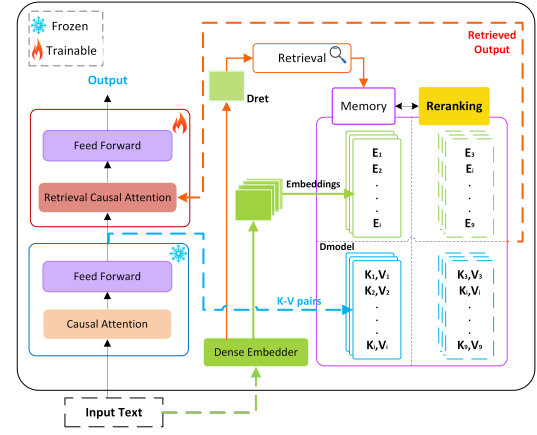 Frozen
Trainable
Output
Feed Forward
Retrieval Causal Attention
Feed Forward
Causal Attention
Input Text
Retrieval
Dret
Retrieved
Output
Memory
Reranking
Embeddings
E1
E2
.
.
.
Ei
E3
Ei
.
.
.
E9
Dmodel
K-V pairs
K1,V1
K2,V2
.
.
.
Ki,Vi
K3,V3
Ki,Vi
.
.
.
K9,V9
Dense Embedder